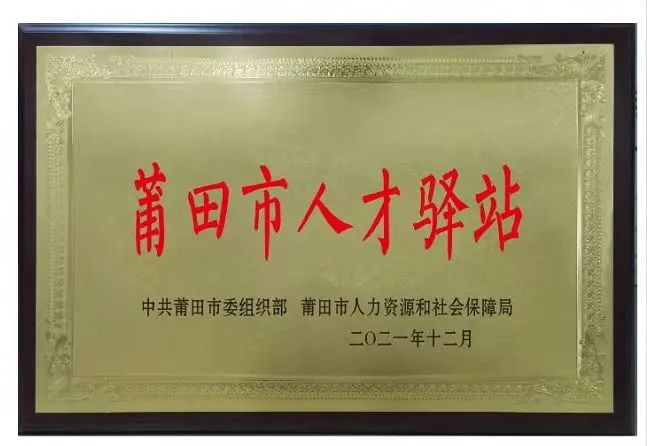 莆田市人才驿站
中共莆田市委组织部 莆田市人力资源和社会保障局
二〇二一年十二月